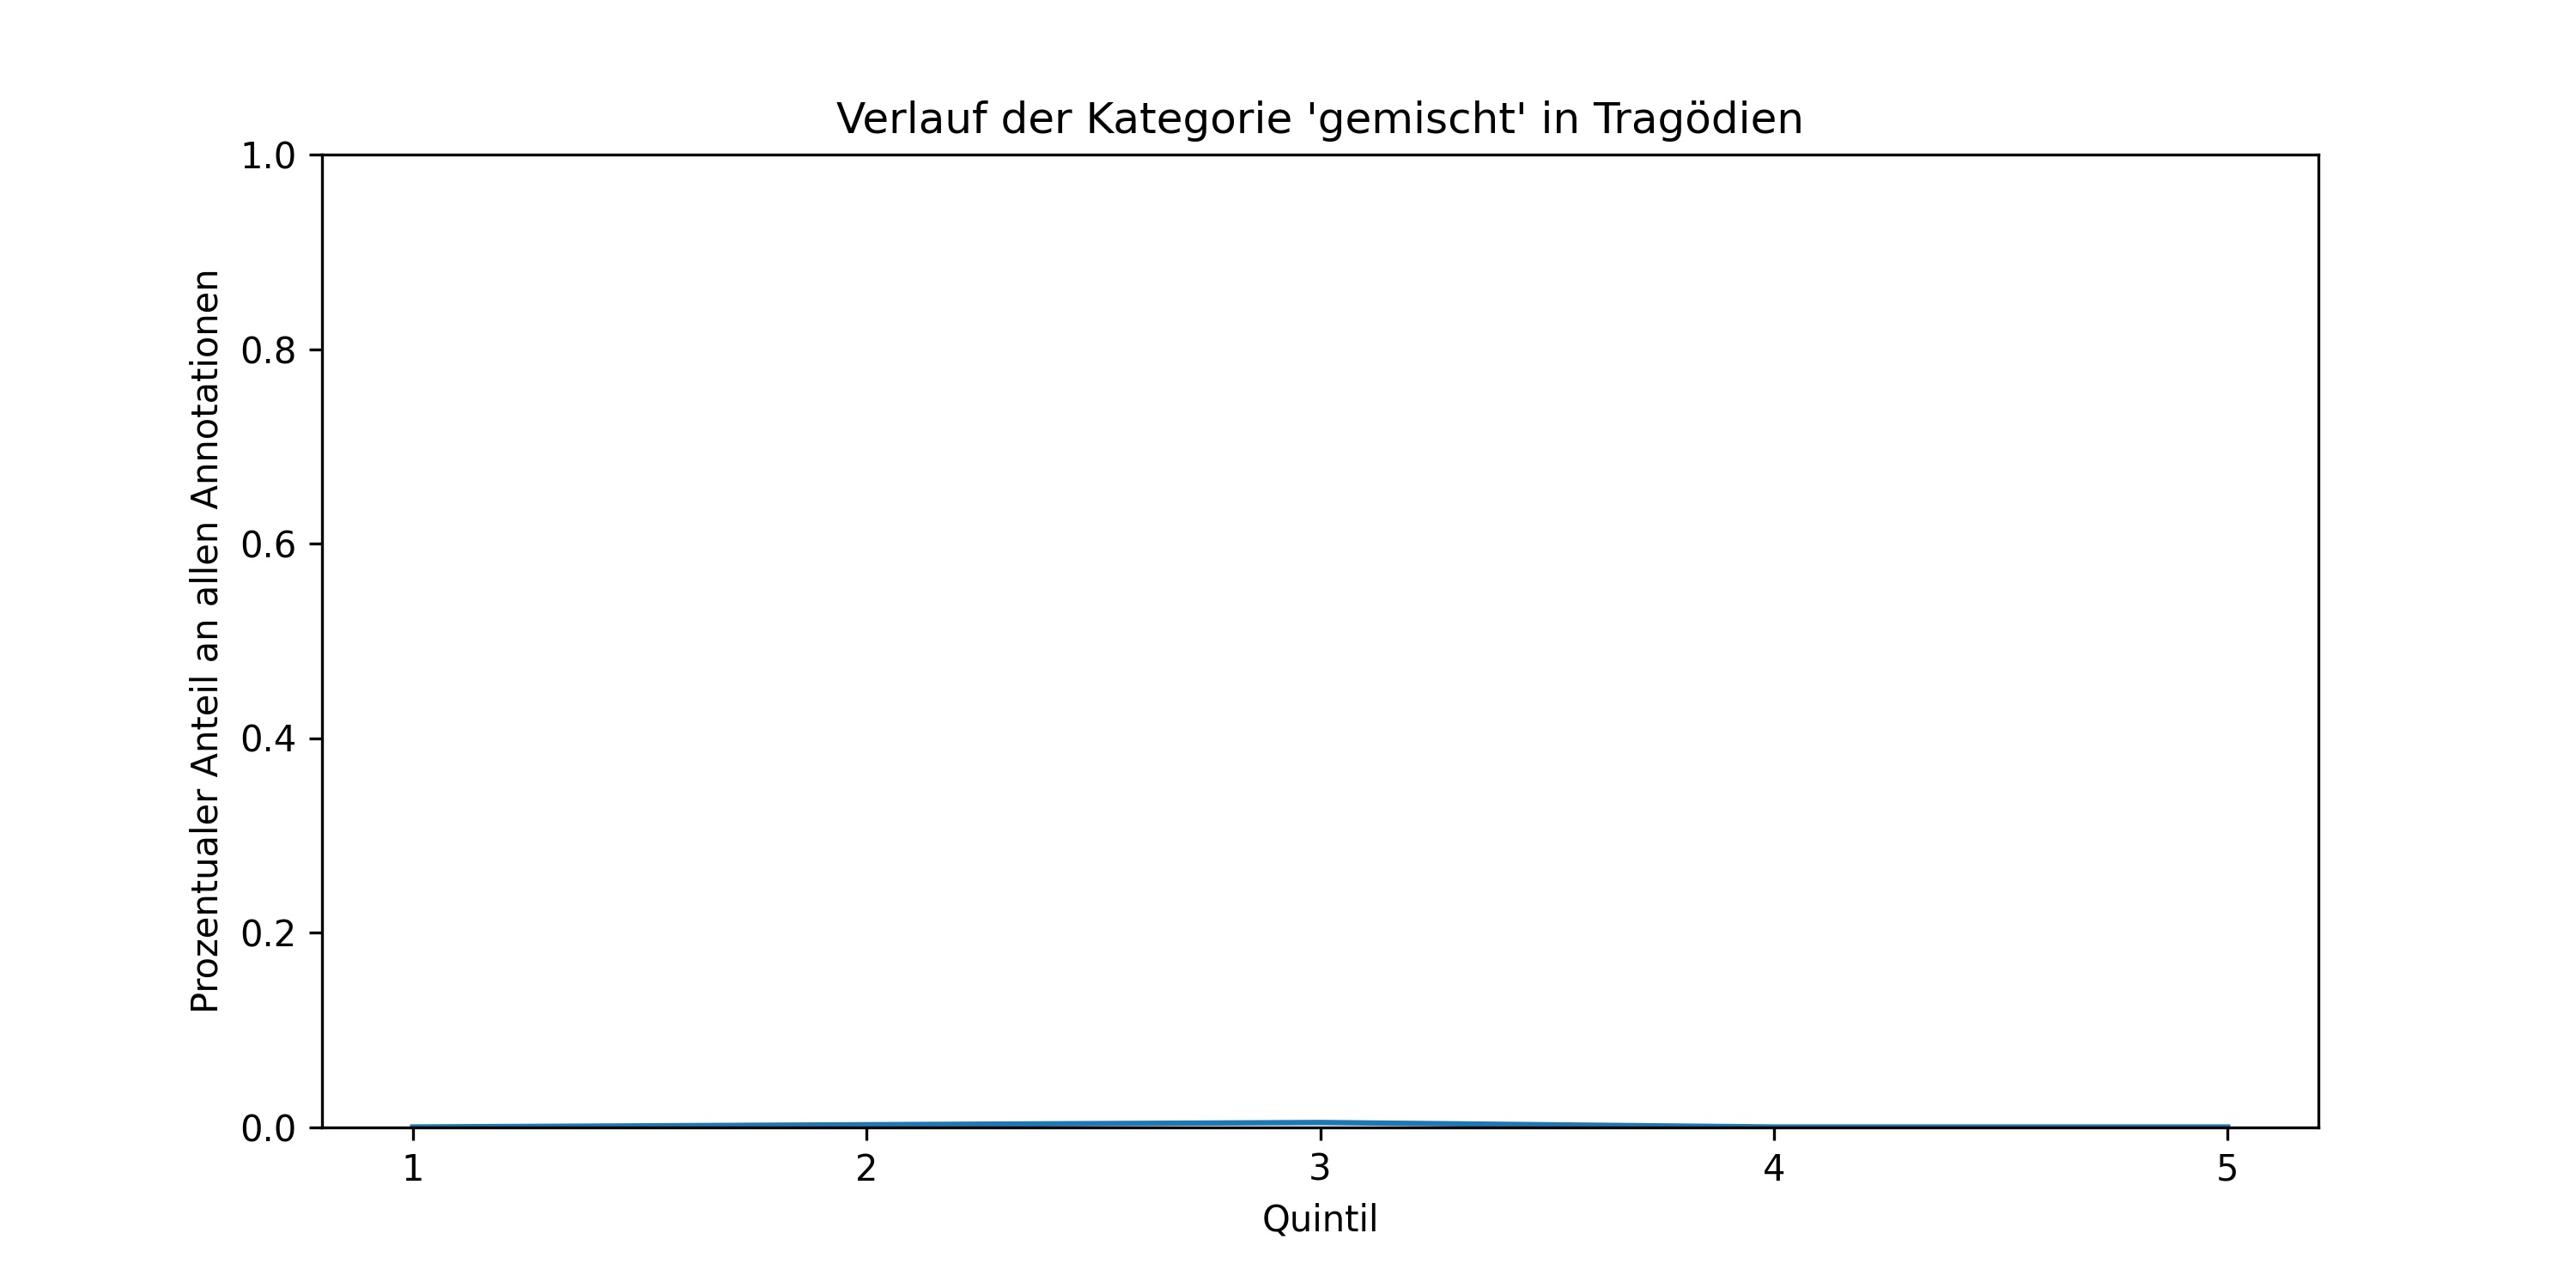 Verlauf der Kategorie 'gemischt' in Tragödien
Prozentualer Anteil an allen Annotationen
1.0
0.8
0.6
0.4
0.2
0.0
1 2 3 4 5
Quintil